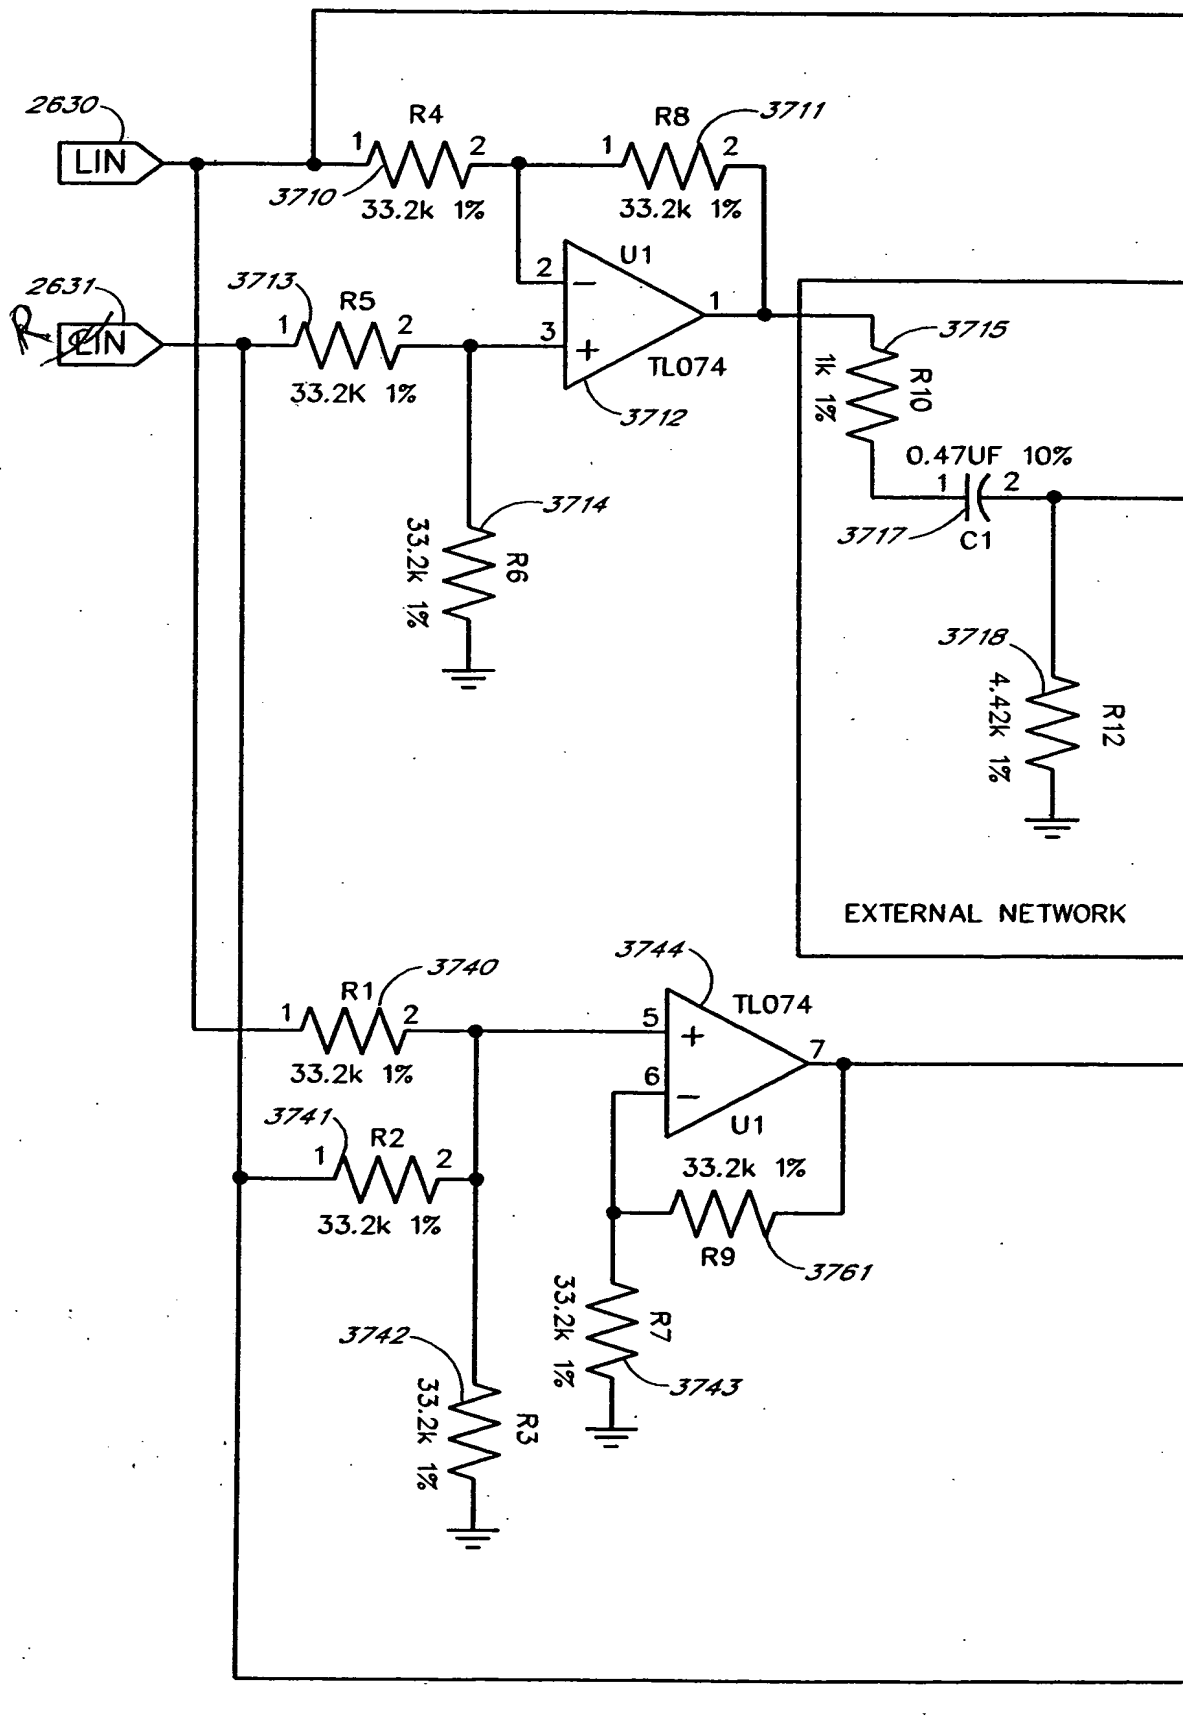 2630
LIN
1
R4
2
3710
33.2k 1%
1
R8
2
3711
33.2k 1%
2631
R
LIN
3713
1
R5
2
33.2K 1%
U1
2
−
3
+
1
TL074
3712
3715
R10
1k 1%
0.47UF 10%
1
2
3717
C1
3714
R6
33.2k 1%
3718
R12
4.42k 1%
EXTERNAL NETWORK
3740
1
R1
2
33.2k 1%
3741
1
R2
2
33.2k 1%
3744
TL074
5
+
6
−
7
U1
33.2k 1%
R9
3761
R7
33.2k 1%
3743
3742
R3
33.2k 1%